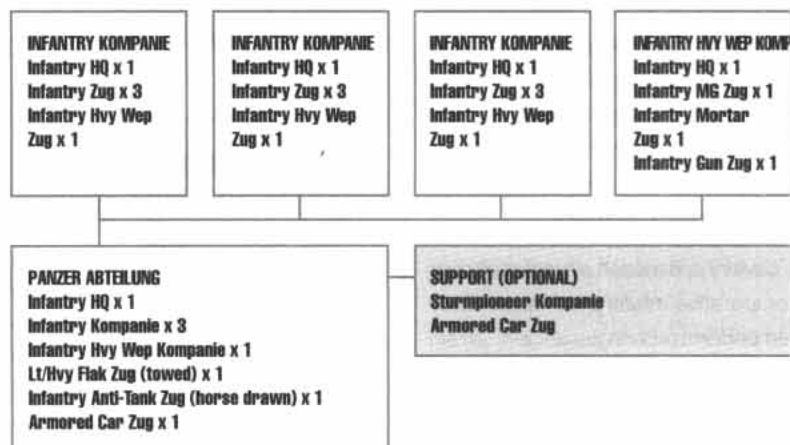 INFANTRY KOMPANIE
Infantry HQ x 1
Infantry Zug x 3
Infantry Hvy Wep
Zug x 1
INFANTRY KOMPANIE
Infantry HQ x 1
Infantry Zug x 3
Infantry Hvy Wep
Zug x 1
INFANTRY KOMPANIE
Infantry HQ x 1
Infantry Zug x 3
Infantry Hvy Wep
Zug x 1
INFANTRY HVY WEP KOMP
Infantry HQ x 1
Infantry MG Zug x 1
Infantry Mortar
Zug x 1
Infantry Gun Zug x 1
PANZER ABTEILUNG
Infantry HQ x 1
Infantry Kompanie x 3
Infantry Hvy Wep Kompanie x 1
Lt/Hvy Flak Zug (towed) x 1
Infantry Anti-Tank Zug (horse drawn) x 1
Armored Car Zug x 1
SUPPORT (OPTIONAL)
Sturmpioneer Kompanie
Armored Car Zug